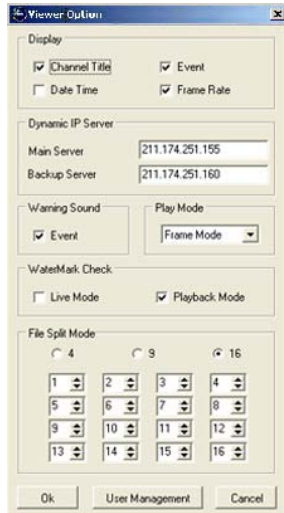 Viewer Option
Display
Channel Title Event
Date Time Frame Rate
Dynamic IP Server
Main Server 211.174.251.155
Backup Server 211.174.251.160
Warning Sound Play Mode
Event Frame Mode
WaterMark Check
Live Mode Playback Mode
File Split Mode
4 9 16
1 2 3 4
5 6 7 8
9 10 11 12
13 14 15 16
Ok User Management Cancel